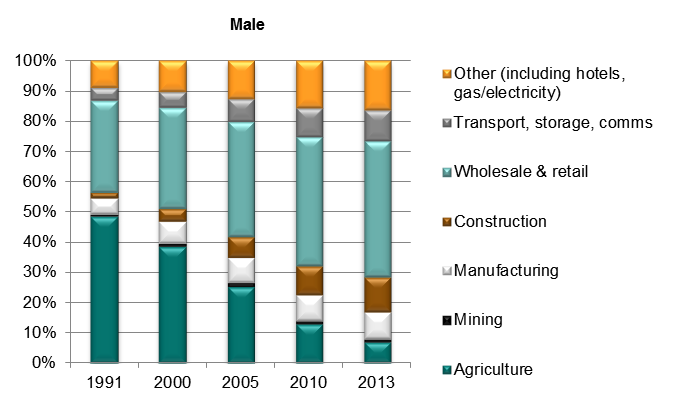 Male
100%
90%
80%
70%
60%
50%
40%
30%
20%
10%
0%
1991 2000 2005 2010 2013
Other (including hotels,
gas/electricity)
Transport, storage, comms
Wholesale & retail
Construction
Manufacturing
Mining
Agriculture